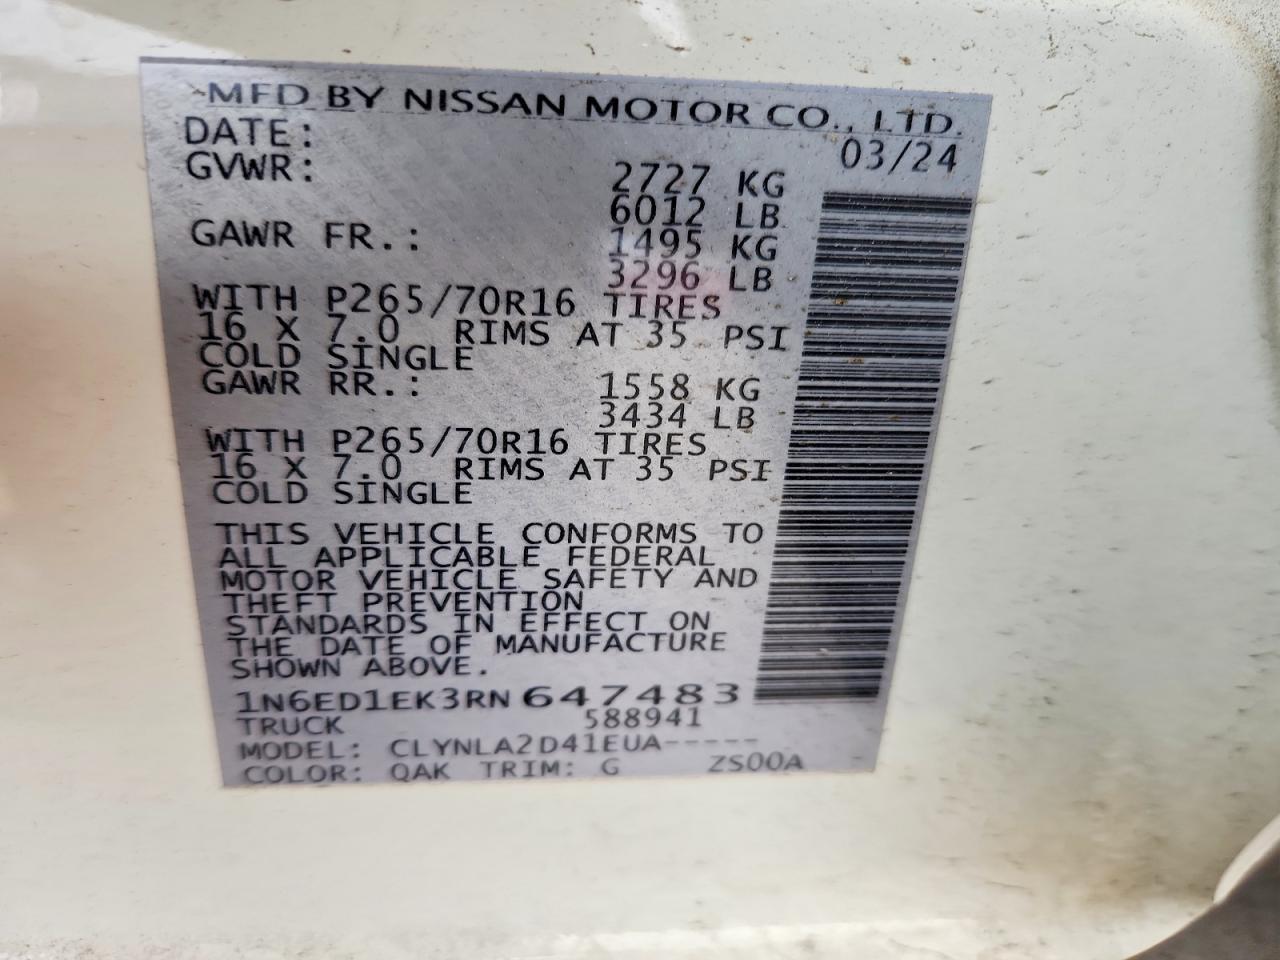 MFD BY NISSAN MOTOR CO., LTD.
DATE: 03/24
GVWR: 2727 KG
6012 LB
GAWR FR.: 1495 KG
3296 LB
WITH P265/70R16 TIRES
16 X 7.0 RIMS AT 35 PSI
COLD SINGLE
GAWR RR.: 1558 KG
3434 LB
WITH P265/70R16 TIRES
16 X 7.0 RIMS AT 35 PSI
COLD SINGLE
THIS VEHICLE CONFORMS TO
ALL APPLICABLE FEDERAL
MOTOR VEHICLE SAFETY AND
THEFT PREVENTION
STANDARDS IN EFFECT ON
THE DATE OF MANUFACTURE
SHOWN ABOVE.
1N6ED1EK3RN647483
TRUCK 588941
MODEL: CLYNLA2D41EUA-----
COLOR: QAK TRIM: G ZS00A